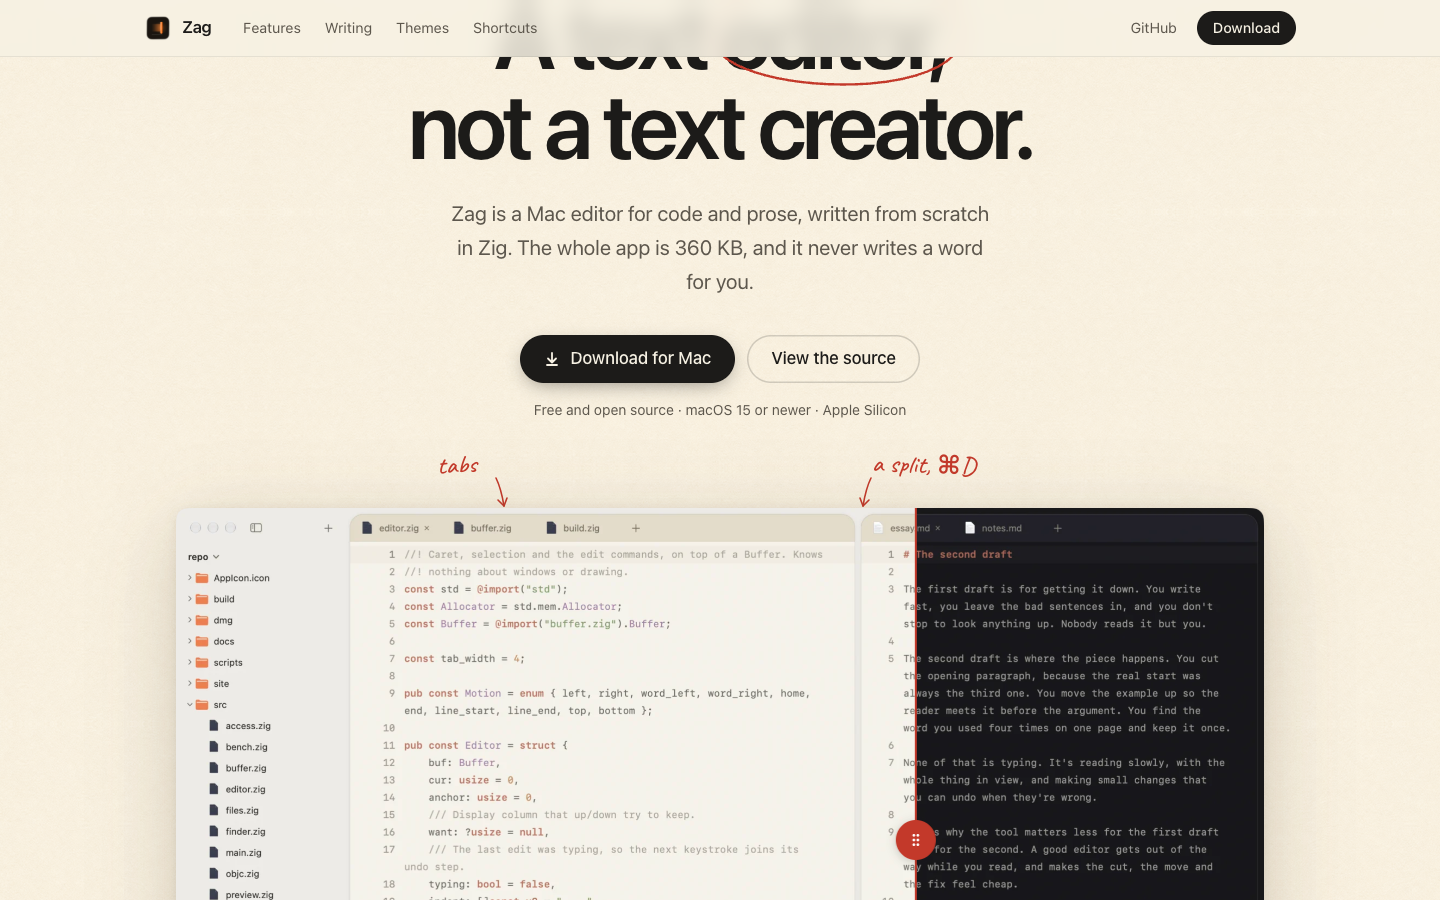 Zag
Features
Writing
Themes
Shortcuts
GitHub
Download
A text editor,
not a text creator.
Zag is a Mac editor for code and prose, written from scratch
in Zig. The whole app is 360 KB, and it never writes a word
for you.
Download for Mac
View the source
Free and open source · macOS 15 or newer · Apple Silicon
tabs
a split, ⌘D
repo
AppIcon.icon
build
dmg
docs
scripts
site
src
access.zig
bench.zig
buffer.zig
editor.zig
files.zig
finder.zig
main.zig
objc.zig
preview.zig
editor.zig ×
buffer.zig
build.zig
+
1 //! Caret, selection and the edit commands, on top of a Buffer. Knows
2 //! nothing about windows or drawing.
3 const std = @import("std");
4 const Allocator = std.mem.Allocator;
5 const Buffer = @import("buffer.zig").Buffer;
6
7 const tab_width = 4;
8
9 pub const Motion = enum { left, right, word_left, word_right, home,
end, line_start, line_end, top, bottom };
10
11 pub const Editor = struct {
12 buf: Buffer,
13 cur: usize = 0,
14 anchor: usize = 0,
15 /// Display column that up/down try to keep.
16 want: ?usize = null,
17 /// The last edit was typing, so the next keystroke joins its
undo step.
18 typing: bool = false,
essay.md ×
notes.md
+
1 # The second draft
2
3 The first draft is for getting it down. You write
fast, you leave the bad sentences in, and you don't
stop to look anything up. Nobody reads it but you.
4
5 The second draft is where the piece happens. You cut
the opening paragraph, because the real start was
always the third one. You move the example up so the
reader meets it before the argument. You find the
word you used four times on one page and keep it once.
6
7 None of that is typing. It's reading slowly, with the
whole thing in view, and making small changes that
you can undo when they're wrong.
8
9 why the tool matters less for the first draft
for the second. A good editor gets out of the
way while you read, and makes the cut, the move and
the fix feel cheap.